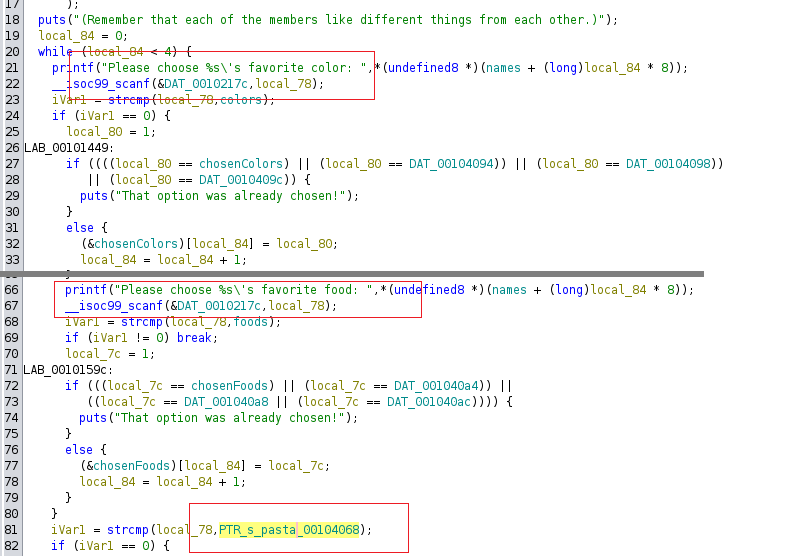 17        );
18   puts("(Remember that each of the members like different things from each other.)");
19   local_84 = 0;
20   while (local_84 < 4) {
21     printf("Please choose %s\'s favorite color: ",*(undefined8 *)(names + (long)local_84 * 8));
22     __isoc99_scanf(&DAT_0010217c,local_78);
23     iVar1 = strcmp(local_78,colors);
24     if (iVar1 == 0) {
25       local_80 = 1;
26 LAB_00101449:
27       if ((((local_80 == chosenColors) || (local_80 == DAT_00104094)) || (local_80 == DAT_00104098))
28          || (local_80 == DAT_0010409c)) {
29         puts("That option was already chosen!");
30       }
31       else {
32         (&chosenColors)[local_84] = local_80;
33         local_84 = local_84 + 1;
66       printf("Please choose %s\'s favorite food: ",*(undefined8 *)(names + (long)local_84 * 8));
67       __isoc99_scanf(&DAT_0010217c,local_78);
68       iVar1 = strcmp(local_78,foods);
69       if (iVar1 != 0) break;
70       local_7c = 1;
71 LAB_0010159c:
72       if (((local_7c == chosenFoods) || (local_7c == DAT_001040a4)) ||
73          ((local_7c == DAT_001040a8 || (local_7c == DAT_001040ac)))) {
74         puts("That option was already chosen!");
75       }
76       else {
77         (&chosenFoods)[local_84] = local_7c;
78         local_84 = local_84 + 1;
79       }
80     }
81     iVar1 = strcmp(local_78,PTR_s_pasta_00104068);
82     if (iVar1 == 0) {